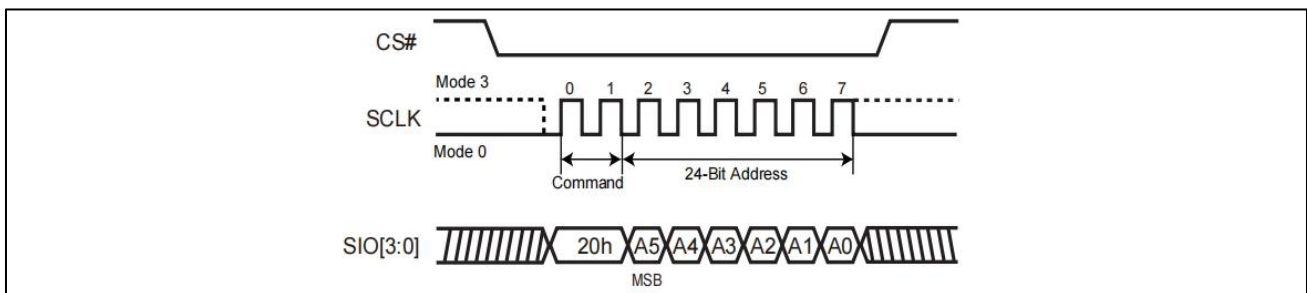 CS#
Mode 3
0 1 2 3 4 5 6 7
SCLK
Mode 0
Command
24-Bit Address
SIO[3:0]
20h A5 A4 A3 A2 A1 A0
MSB